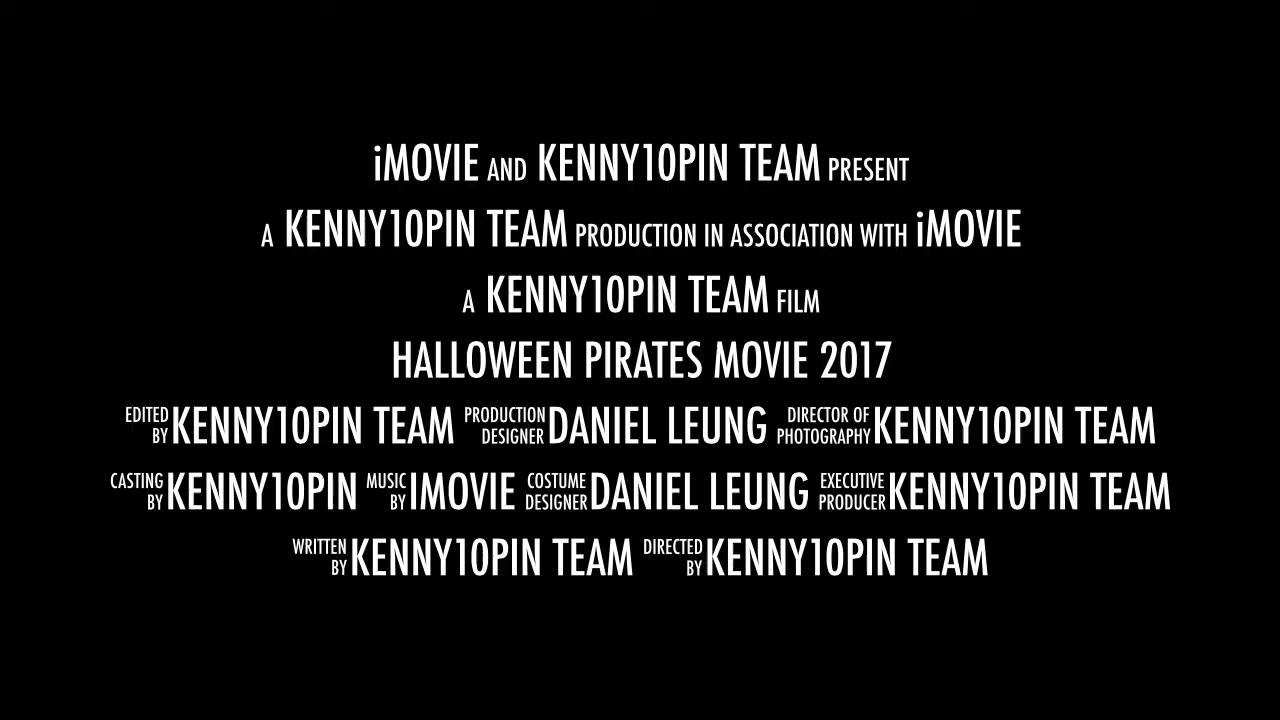 iMOVIE AND KENNY10PIN TEAM PRESENT
A KENNY10PIN TEAM PRODUCTION IN ASSOCIATION WITH iMOVIE
A KENNY10PIN TEAM FILM
HALLOWEEN PIRATES MOVIE 2017
EDITED BY KENNY10PIN TEAM PRODUCTION DESIGNER DANIEL LEUNG DIRECTOR OF PHOTOGRAPHY KENNY10PIN TEAM
CASTING BY KENNY10PIN MUSIC BY IMOVIE COSTUME DESIGNER DANIEL LEUNG EXECUTIVE PRODUCER KENNY10PIN TEAM
WRITTEN BY KENNY10PIN TEAM DIRECTED BY KENNY10PIN TEAM